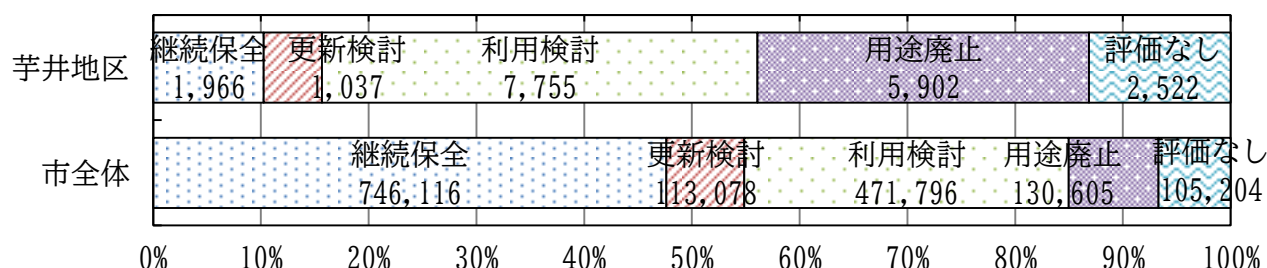 継続保全 更新検討 利用検討 用途廃止 評価なし
芋井地区
1,966 1,037 7,755 5,902 2,522
継続保全 更新検討 利用検討 用途廃止 評価なし
市全体
746,116 113,078 471,796 130,605 105,204
0% 10% 20% 30% 40% 50% 60% 70% 80% 90% 100%